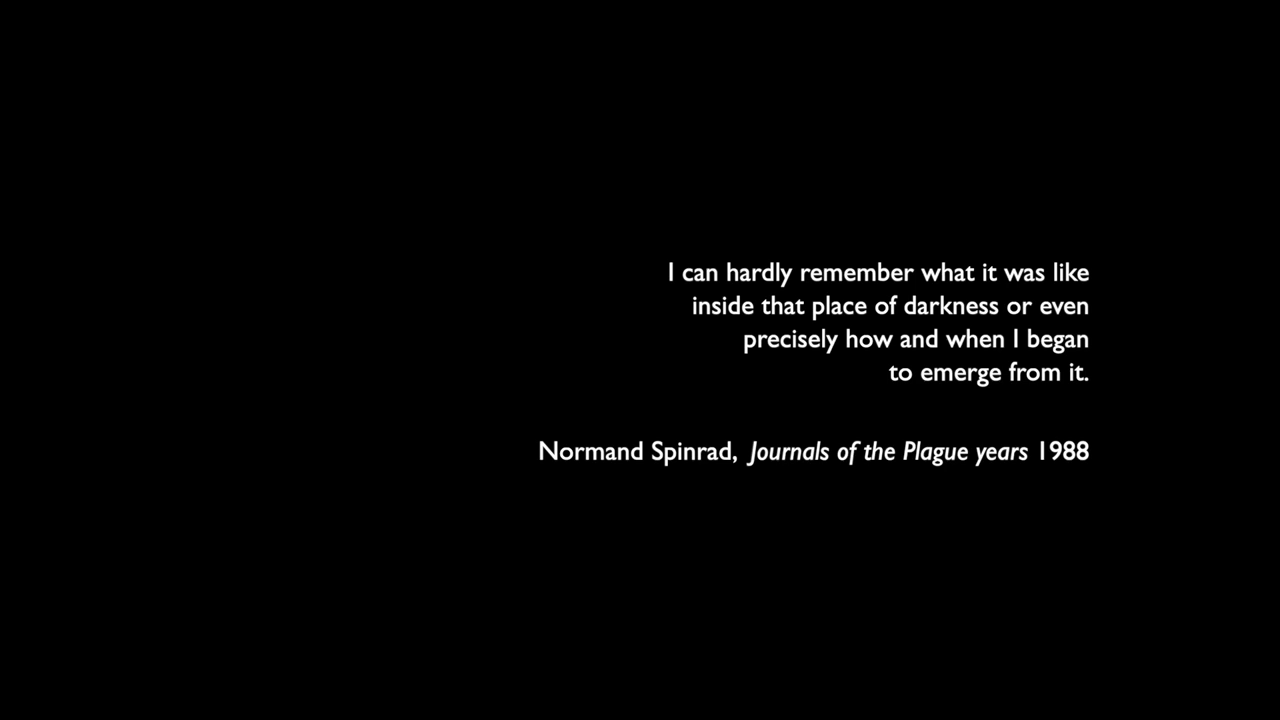 I can hardly remember what it was like
inside that place of darkness or even
precisely how and when I began
to emerge from it.
Normand Spinrad, Journals of the Plague years 1988